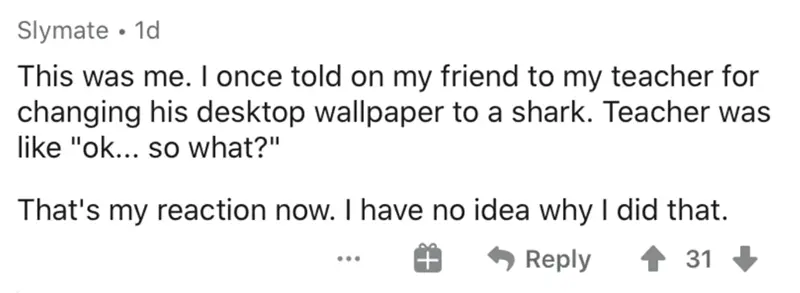 Slymate • 1d
This was me. I once told on my friend to my teacher for
changing his desktop wallpaper to a shark. Teacher was
like "ok... so what?"
That's my reaction now. I have no idea why I did that.
Reply 31